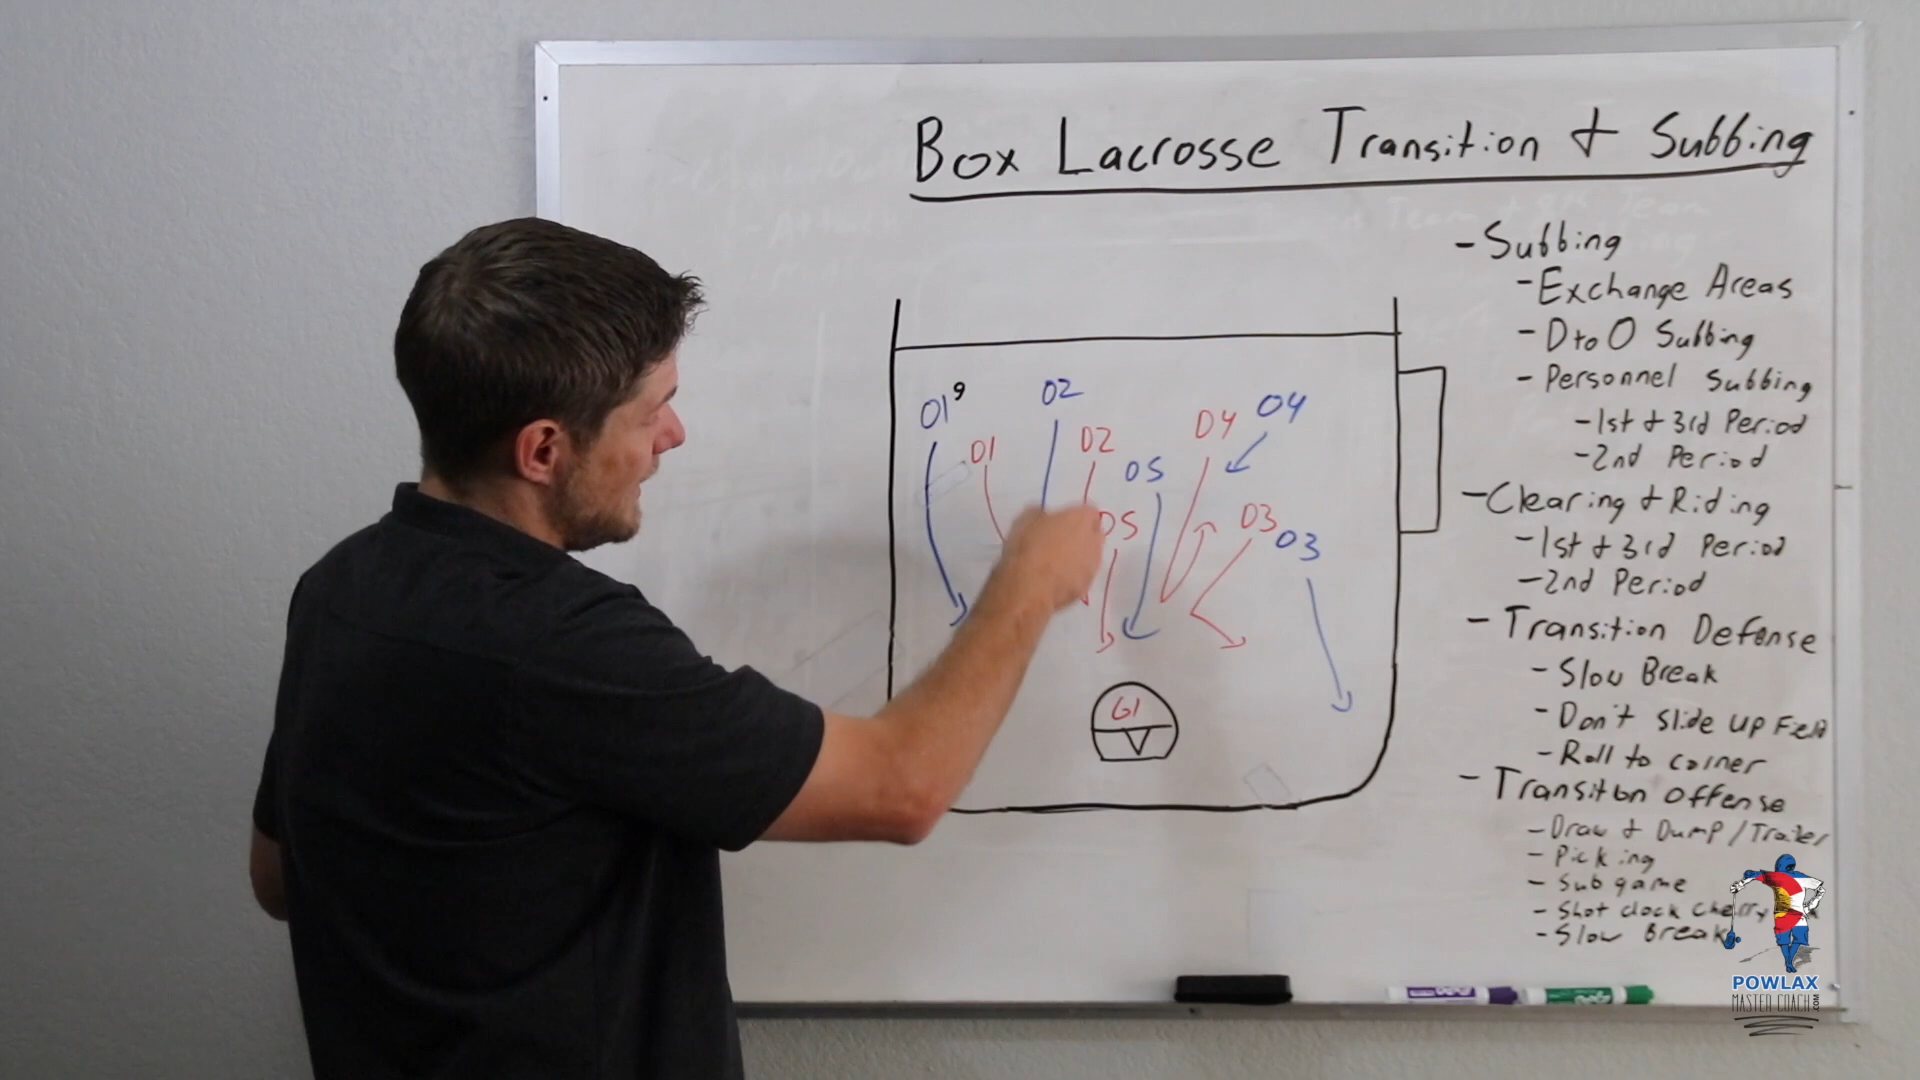 Box Lacrosse Transition + Subbing
- Subbing
- Exchange Areas
- D to O Subbing
- Personnel Subbing
- 1st + 3rd Period
- 2nd Period
- Clearing + Riding
- 1st + 3rd Period
- 2nd Period
- Transition Defense
- Slow Break
- Don't slide up Field
- Roll to corner
- Transition offense
- Draw + Dump / Trailer
- Picking
- Sub game
- Shot clock Cherry
- Slow Break
O1 9
O2
O4
D1
D2
D4
O5
D5
D3
O3
G1
POWLAX
MASTER COACH
.COM